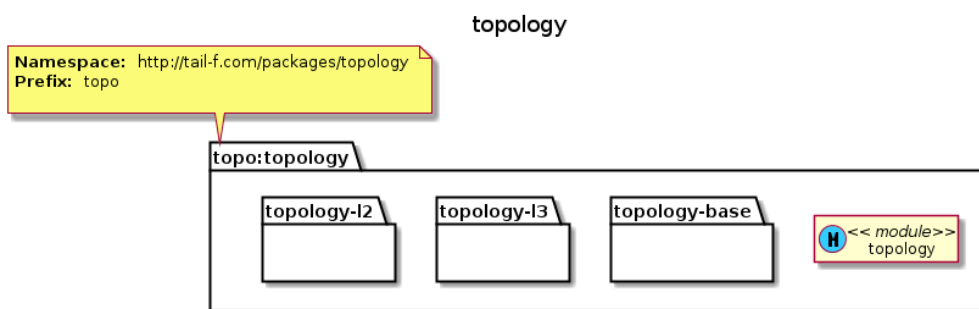 topology
Namespace: http://tail-f.com/packages/topology
Prefix: topo
topo:topology
topology-l2
topology-l3
topology-base
M
<< module>>
topology